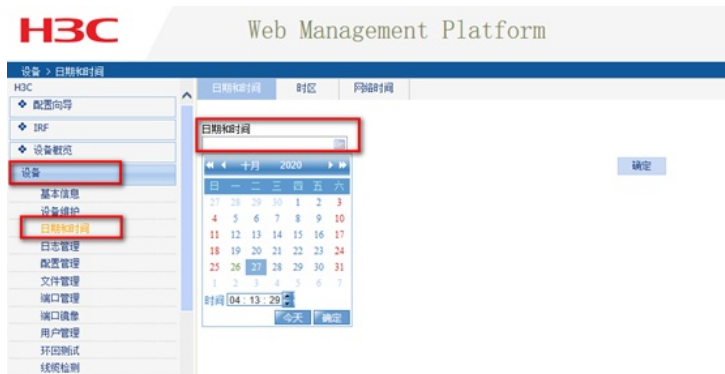 H3C
Web Management Platform
设备 > 日期和时间
H3C
配置向导
IRF
设备概览
设备
基本信息
设备维护
日期和时间
日志管理
配置管理
文件管理
端口管理
端口镜像
用户管理
环回测试
线缆检测
日期和时间 时区 网络时间
日期和时间
十月 2020
日 一 二 三 四 五 六
27 28 29 30 1 2 3
4 5 6 7 8 9 10
11 12 13 14 15 16 17
18 19 20 21 22 23 24
25 26 27 28 29 30 31
1 2 3 4 5 6 7
时间 04 : 13 : 29
今天 确定
确定